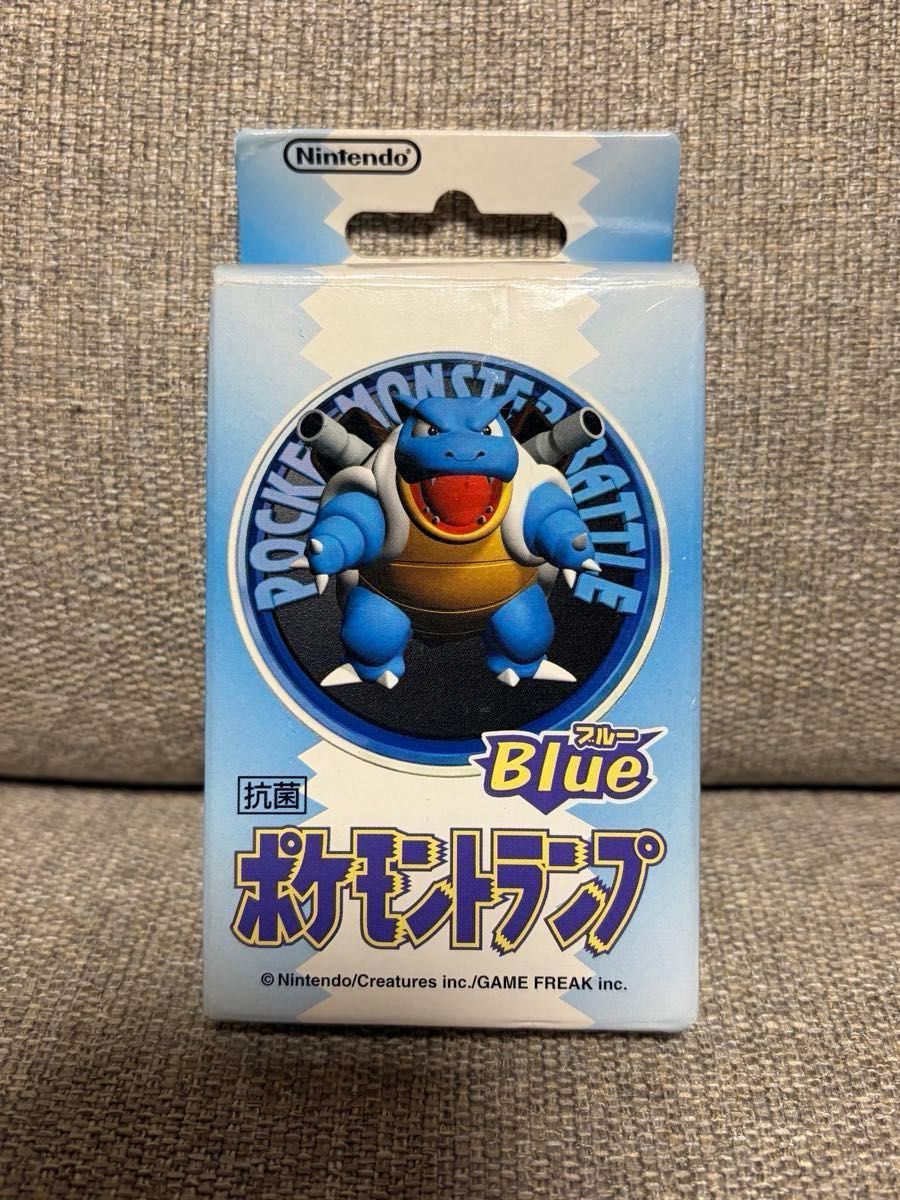 Nintendo®
POCKET MONSTER BATTLE
ブルー
Blue
抗菌
ポケモントランプ
© Nintendo/Creatures inc./GAME FREAK inc.